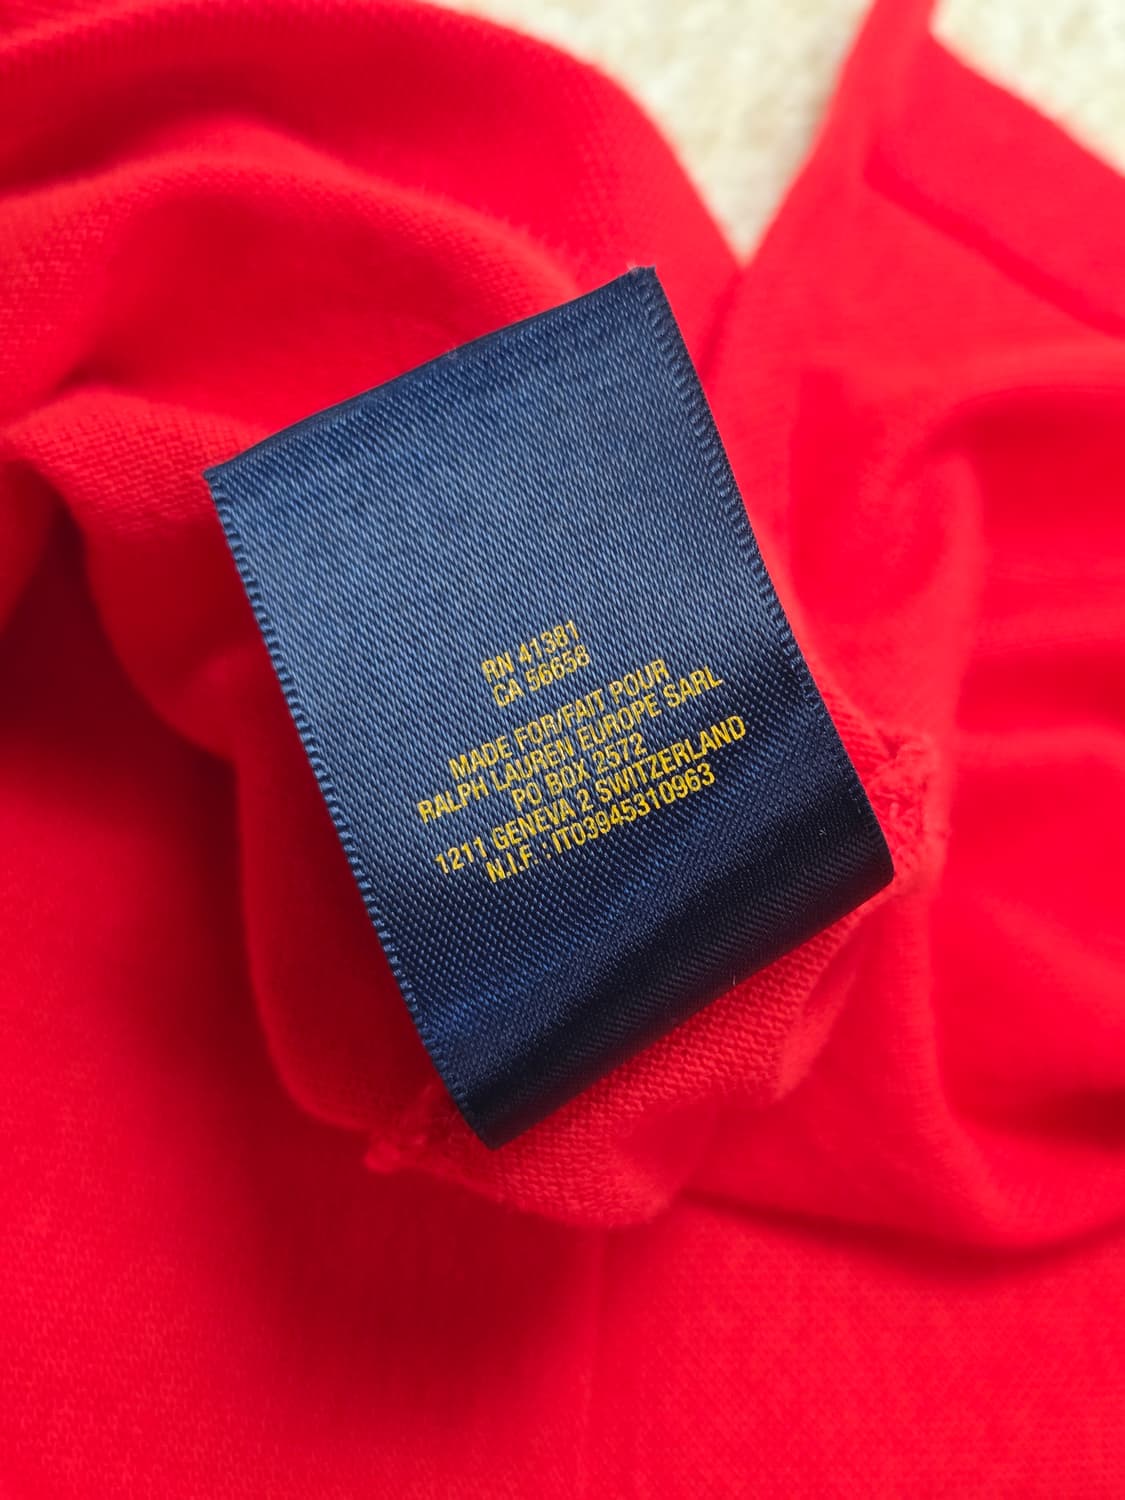 RN 41381
CA 56658
MADE FOR/FAIT POUR
RALPH LAUREN EUROPE SARL
PO BOX 2572
1211 GENEVA 2 SWITZERLAND
N.I.F. : IT03945310963